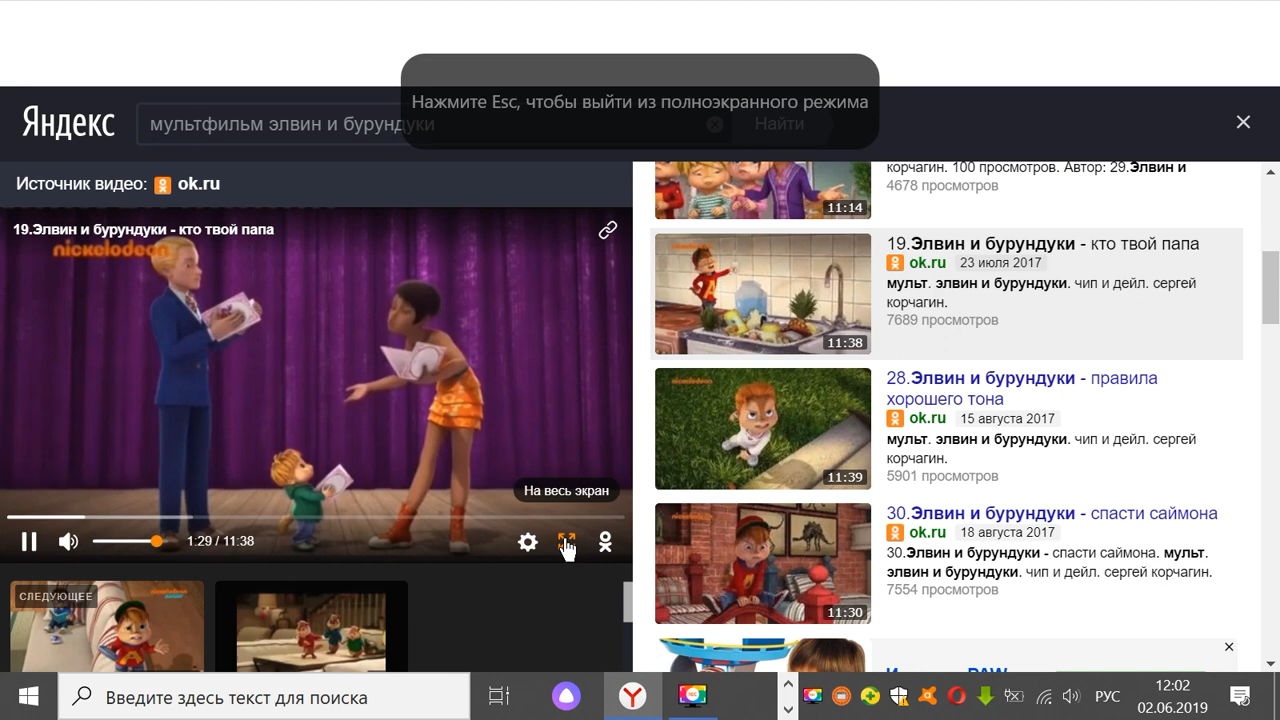 Нажмите Esc, чтобы выйти из полноэкранного режима
Яндекс
мультфильм элвин и бурундуки
Найти
Источник видео: ok.ru
19.Элвин и бурундуки - кто твой папа
nickelodeon
На весь экран
1:29 / 11:38
СЛЕДУЮЩЕЕ
корчагин. 100 просмотров. Автор: 29.Элвин и
4678 просмотров
11:14
19.Элвин и бурундуки - кто твой папа
ok.ru 23 июля 2017
мульт. элвин и бурундуки. чип и дейл. сергей
корчагин.
7689 просмотров
11:38
28.Элвин и бурундуки - правила
хорошего тона
ok.ru 15 августа 2017
мульт. элвин и бурундуки. чип и дейл. сергей
корчагин.
5901 просмотров
11:39
30.Элвин и бурундуки - спасти саймона
ok.ru 18 августа 2017
30.Элвин и бурундуки - спасти саймона. мульт.
элвин и бурундуки. чип и дейл. сергей корчагин.
7554 просмотров
11:30
Введите здесь текст для поиска
РУС
12:02
02.06.2019